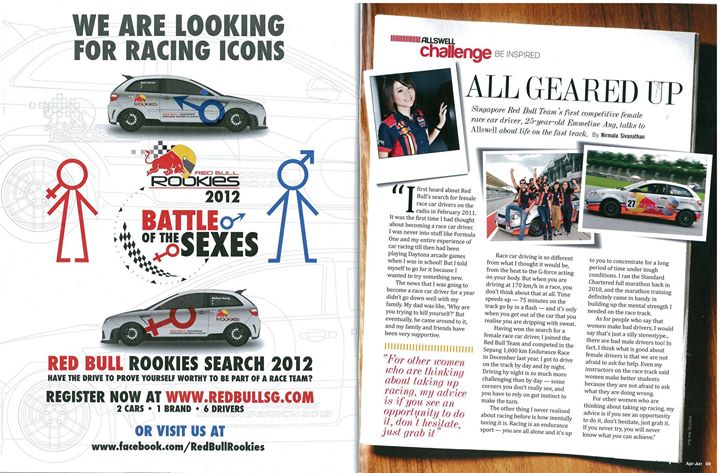 WE ARE LOOKING
FOR RACING ICONS
RED BULL
ROOKIES
2012
BATTLE
OF THE
SEXES
RED BULL ROOKIES SEARCH 2012
HAVE THE DRIVE TO PROVE YOURSELF WORTHY TO BE PART OF A RACE TEAM?
REGISTER NOW AT WWW.REDBULLSG.COM
2 CARS • 1 BRAND • 6 DRIVERS
OR VISIT US AT
www.facebook.com/RedBullRookies
ALLSWELL
challenge BE INSPIRED
ALL GEARED UP
Singapore Red Bull Team's first competitive female
race car driver, 25-year-old Emmeline Ang, talks to
Allswell about life on the fast track. By Nirmala Sivanathan
27
"I first heard about Red
Bull's search for female
race car drivers on the
radio in February 2011.
It was the first time I had thought
about becoming a race car driver.
I was never into stuff like Formula
One and my entire experience of
car racing till then had been
playing Daytona arcade games
when I was in school! But I told
myself to go for it because I
wanted to try something new.
The news that I was going to
become a race car driver for a year
didn't go down well with my
family. My dad was like, 'Why are
you trying to kill yourself?' But
eventually, he came around to it,
and my family and friends have
been very supportive.
"For other women
who are thinking
about taking up
racing, my advice
is if you see an
opportunity to do
it, don't hesitate,
just grab it"
Race car driving is so different
from what I thought it would be,
from the heat to the G-force acting
on your body. But when you are
driving at 170 km/h in a race, you
don't think about that at all. Time
speeds up — 75 minutes on the
track go by in a flash — and it's only
when you get out of the car that you
realise you are dripping with sweat.
Having won the search for a
female race car driver, I joined the
Red Bull Team and competed in the
Sepang 1,000km Endurance Race
in December last year. I got to drive
on the track by day and by night.
Driving by night is so much more
challenging than by day — some
corners you don't really see, and
you have to rely on gut instinct to
make the turn.
The other thing I never realised
about racing before is how mentally
taxing it is. Racing is an endurance
sport — you are all alone and it's up
to you to concentrate for a long
period of time under tough
conditions. I ran the Standard
Chartered full marathon back in
2010, and the marathon training
definitely came in handy in
building up the mental strength I
needed on the race track.
As for people who say that
women make bad drivers, I would
say that's just a silly stereotype...
there are bad male drivers too! In
fact, I think what is good about
female drivers is that we are not
afraid to ask for help. Even my
instructors on the race track said
women make better students
because they are not afraid to ask
what they are doing wrong.
For other women who are
thinking about taking up racing, my
advice is if you see an opportunity
to do it, don't hesitate, just grab it.
If you never try, you will never
know what you can achieve."
PHOTOS: Red Bull
Apr-Jun 49